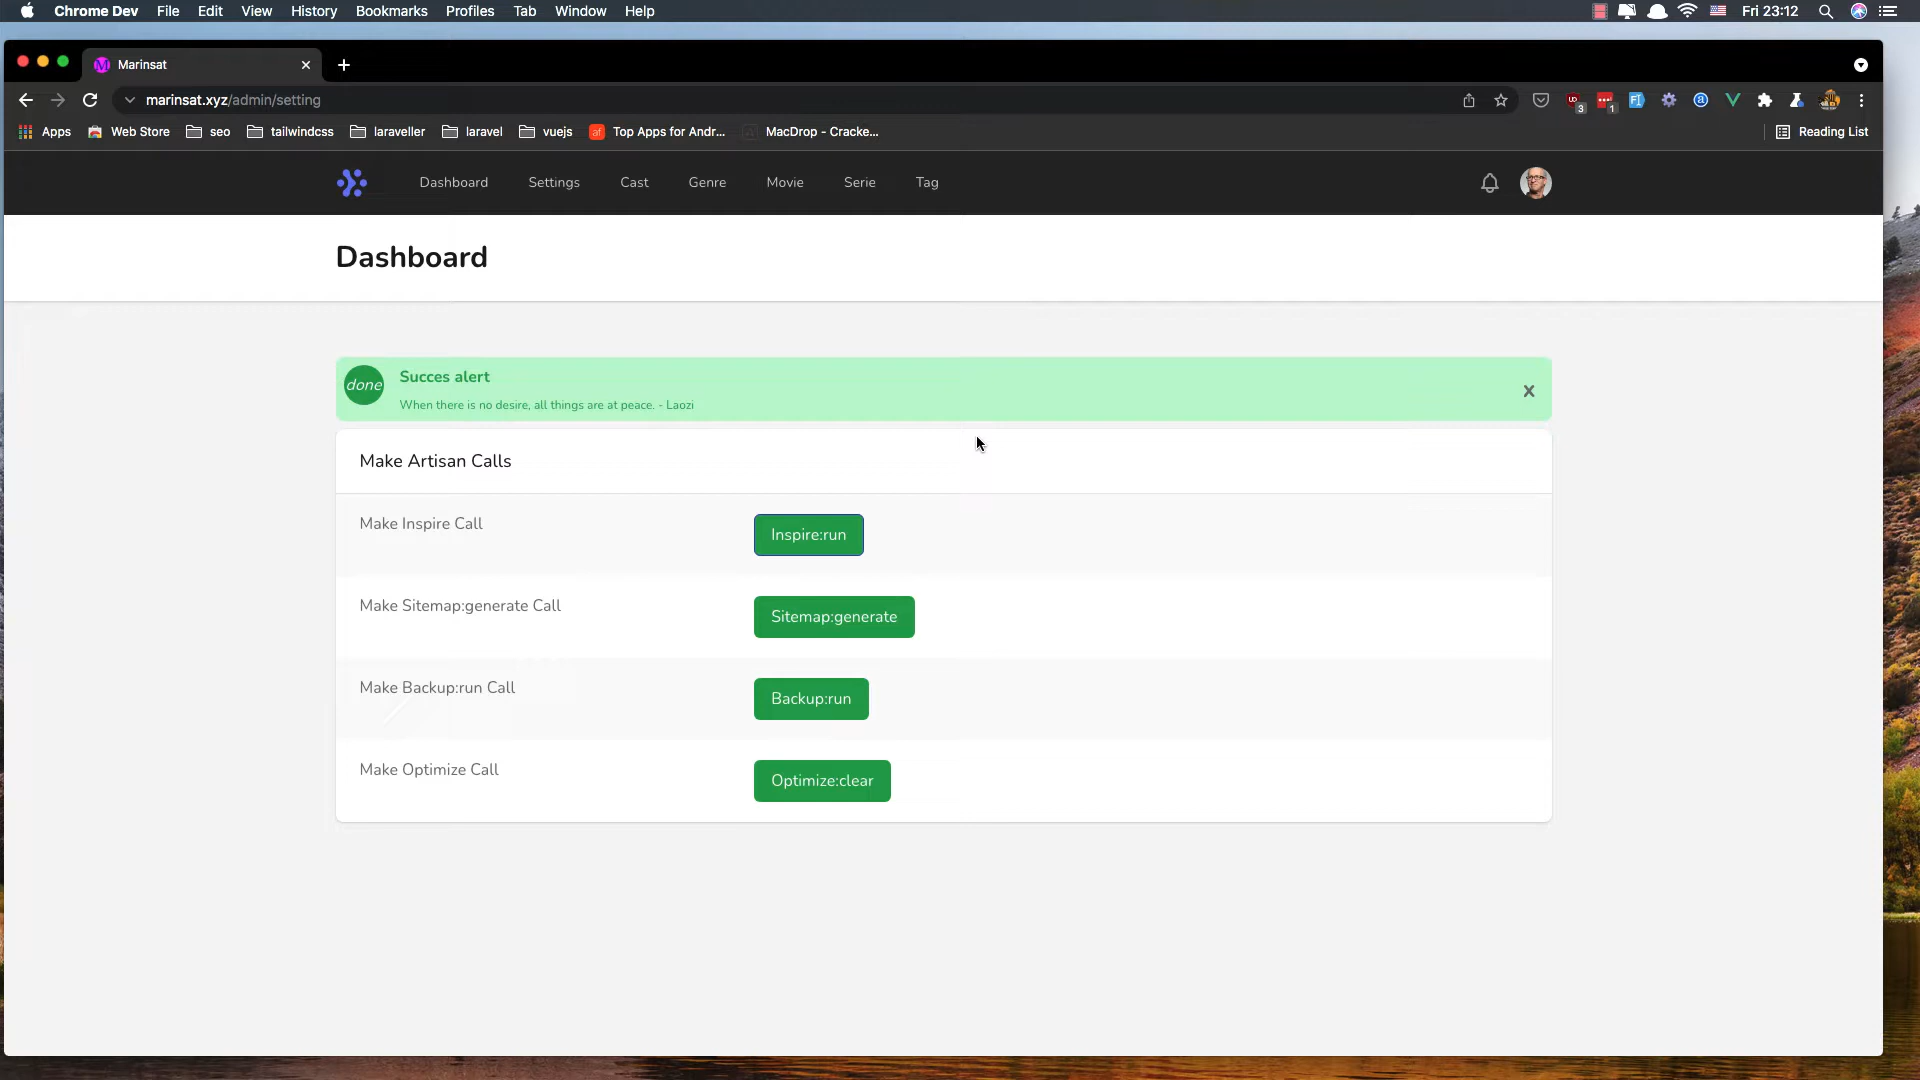 Chrome Dev File Edit View History Bookmarks Profiles Tab Window Help Fri 23:12
Marinsat
marinsat.xyz/admin/setting
Apps Web Store seo tailwindcss laraveller laravel vuejs Top Apps for Andr... MacDrop - Cracke... Reading List
Dashboard Settings Cast Genre Movie Serie Tag
Dashboard
done
Succes alert
When there is no desire, all things are at peace. - Laozi
Make Artisan Calls
Make Inspire Call Inspire:run
Make Sitemap:generate Call Sitemap:generate
Make Backup:run Call Backup:run
Make Optimize Call Optimize:clear